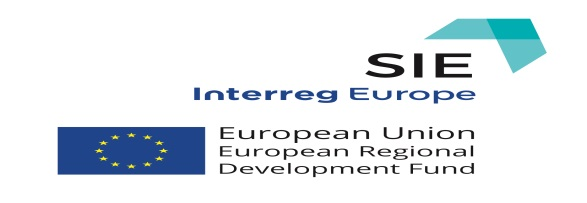 SIE
Interreg Europe
European Union
European Regional
Development Fund